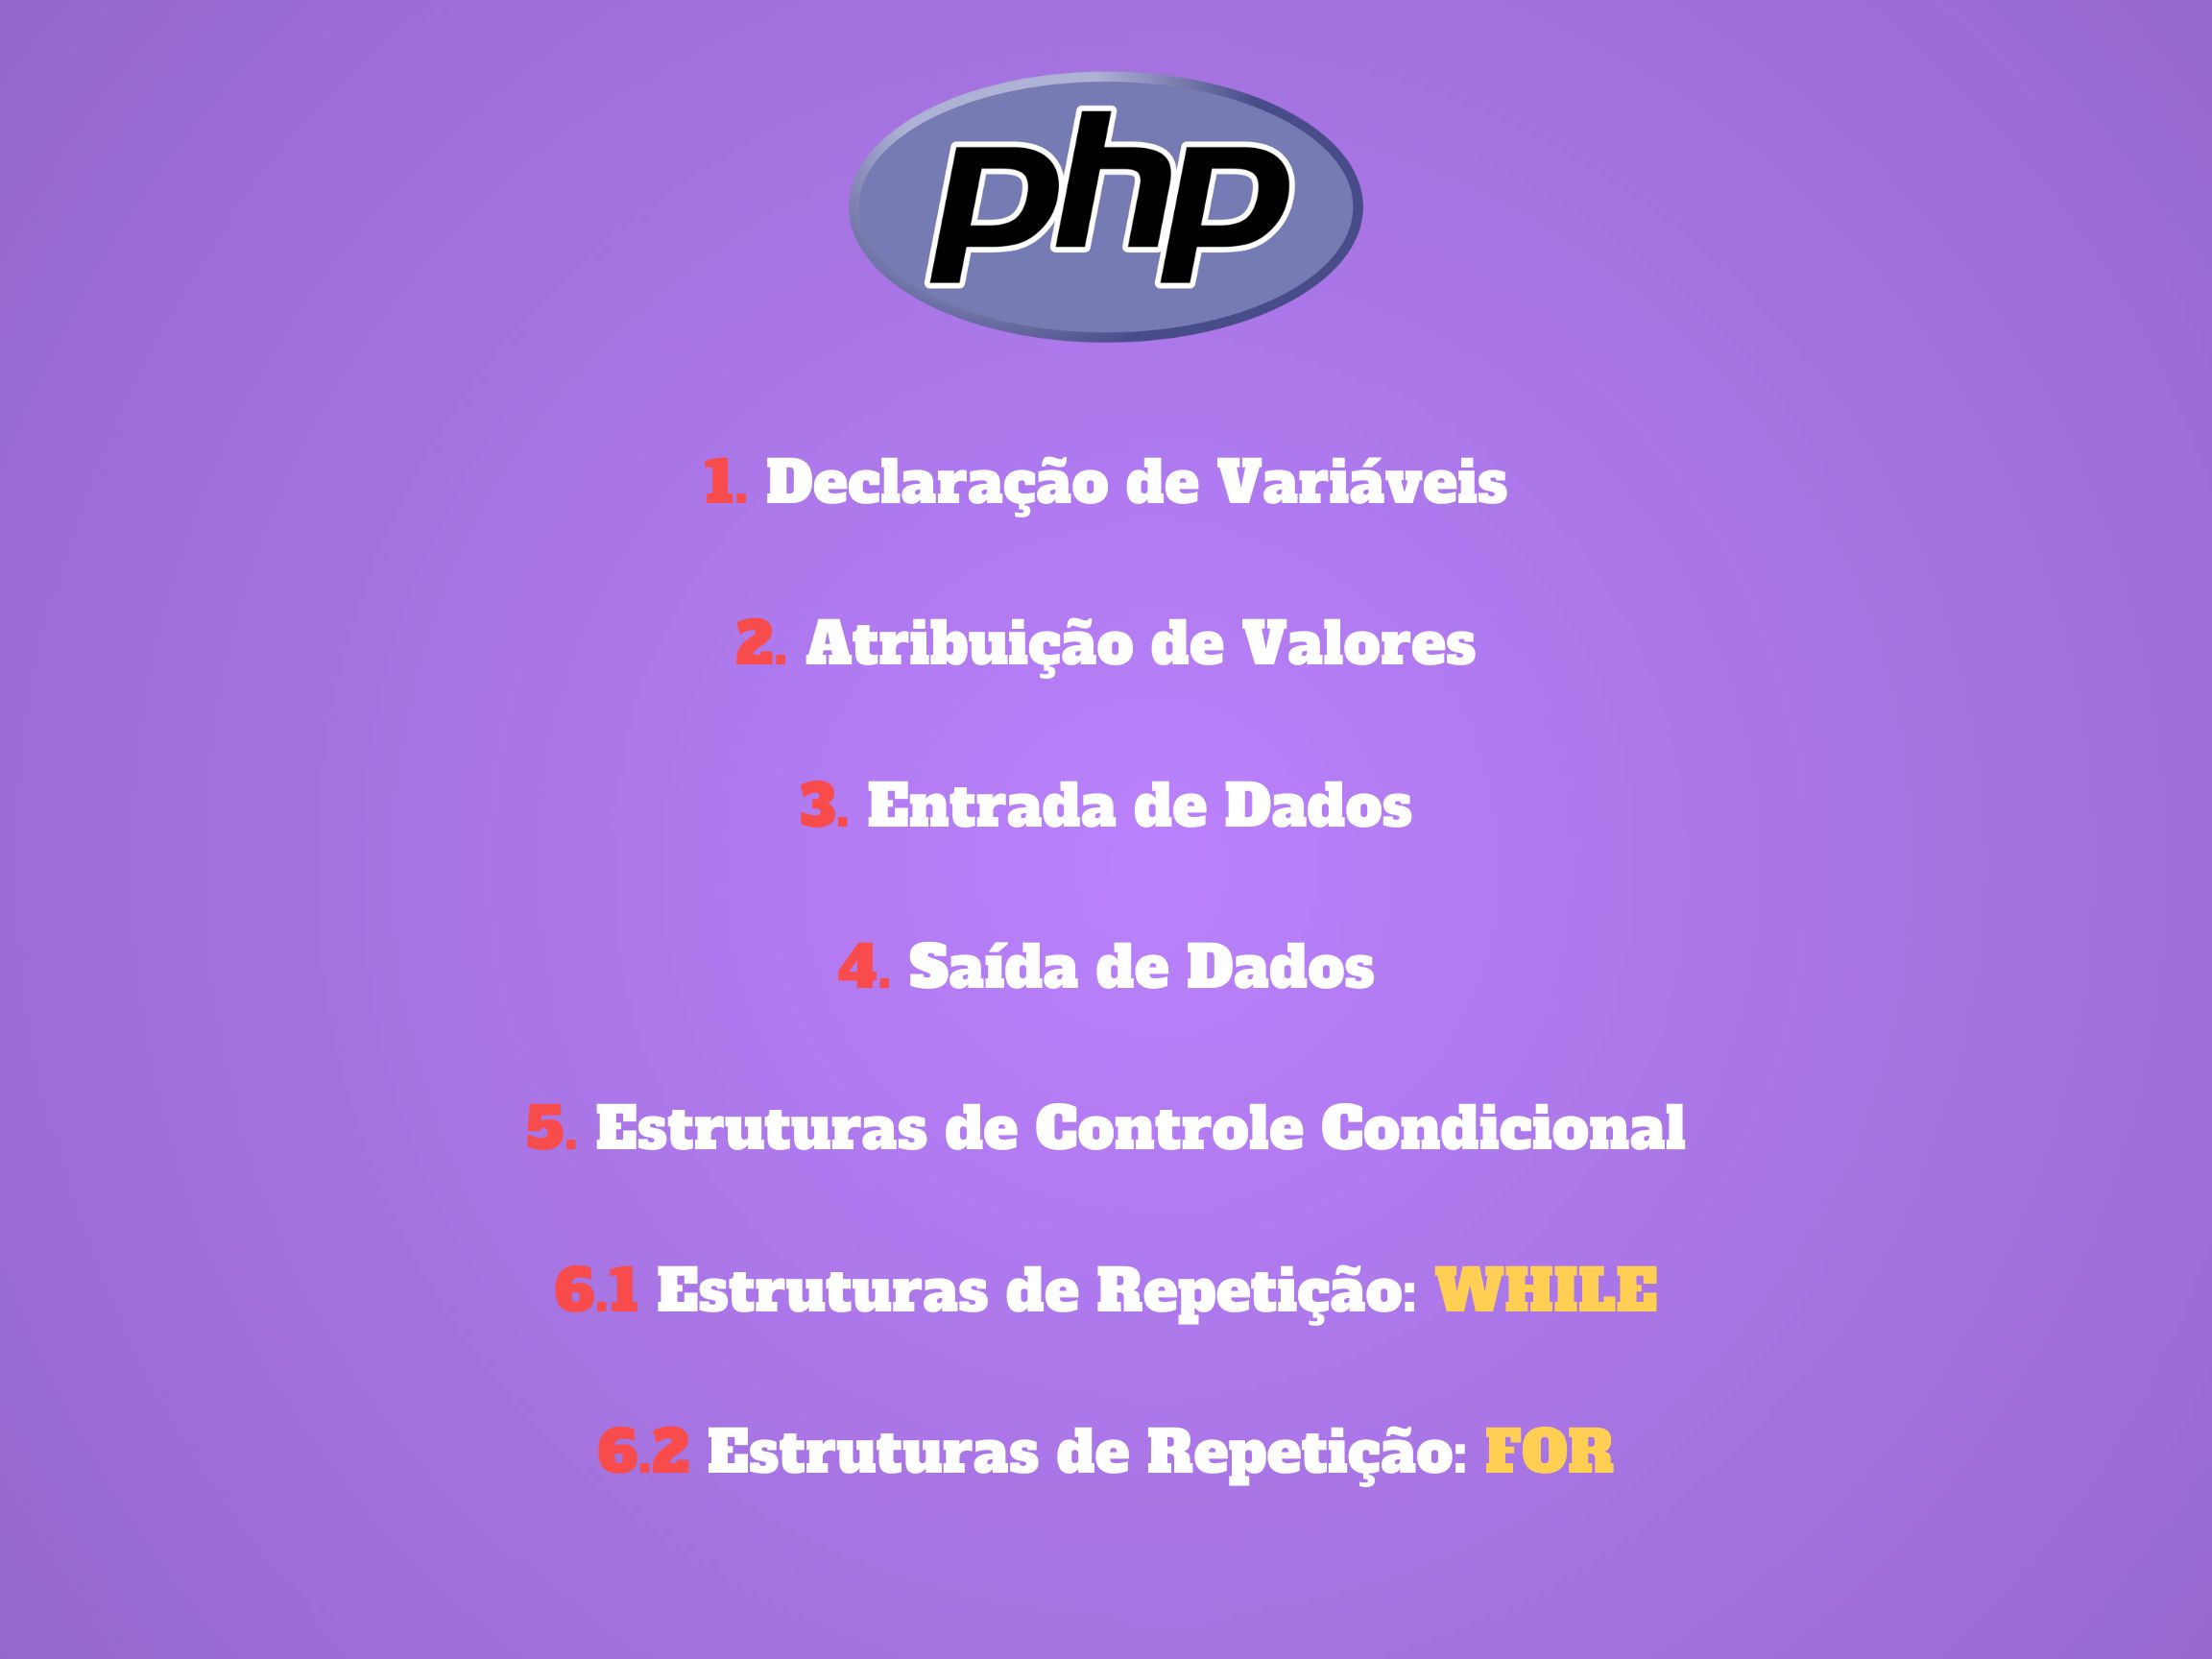 php
1. Declaração de Variáveis
2. Atribuição de Valores
3. Entrada de Dados
4. Saída de Dados
5. Estruturas de Controle Condicional
6.1 Estruturas de Repetição: WHILE
6.2 Estruturas de Repetição: FOR